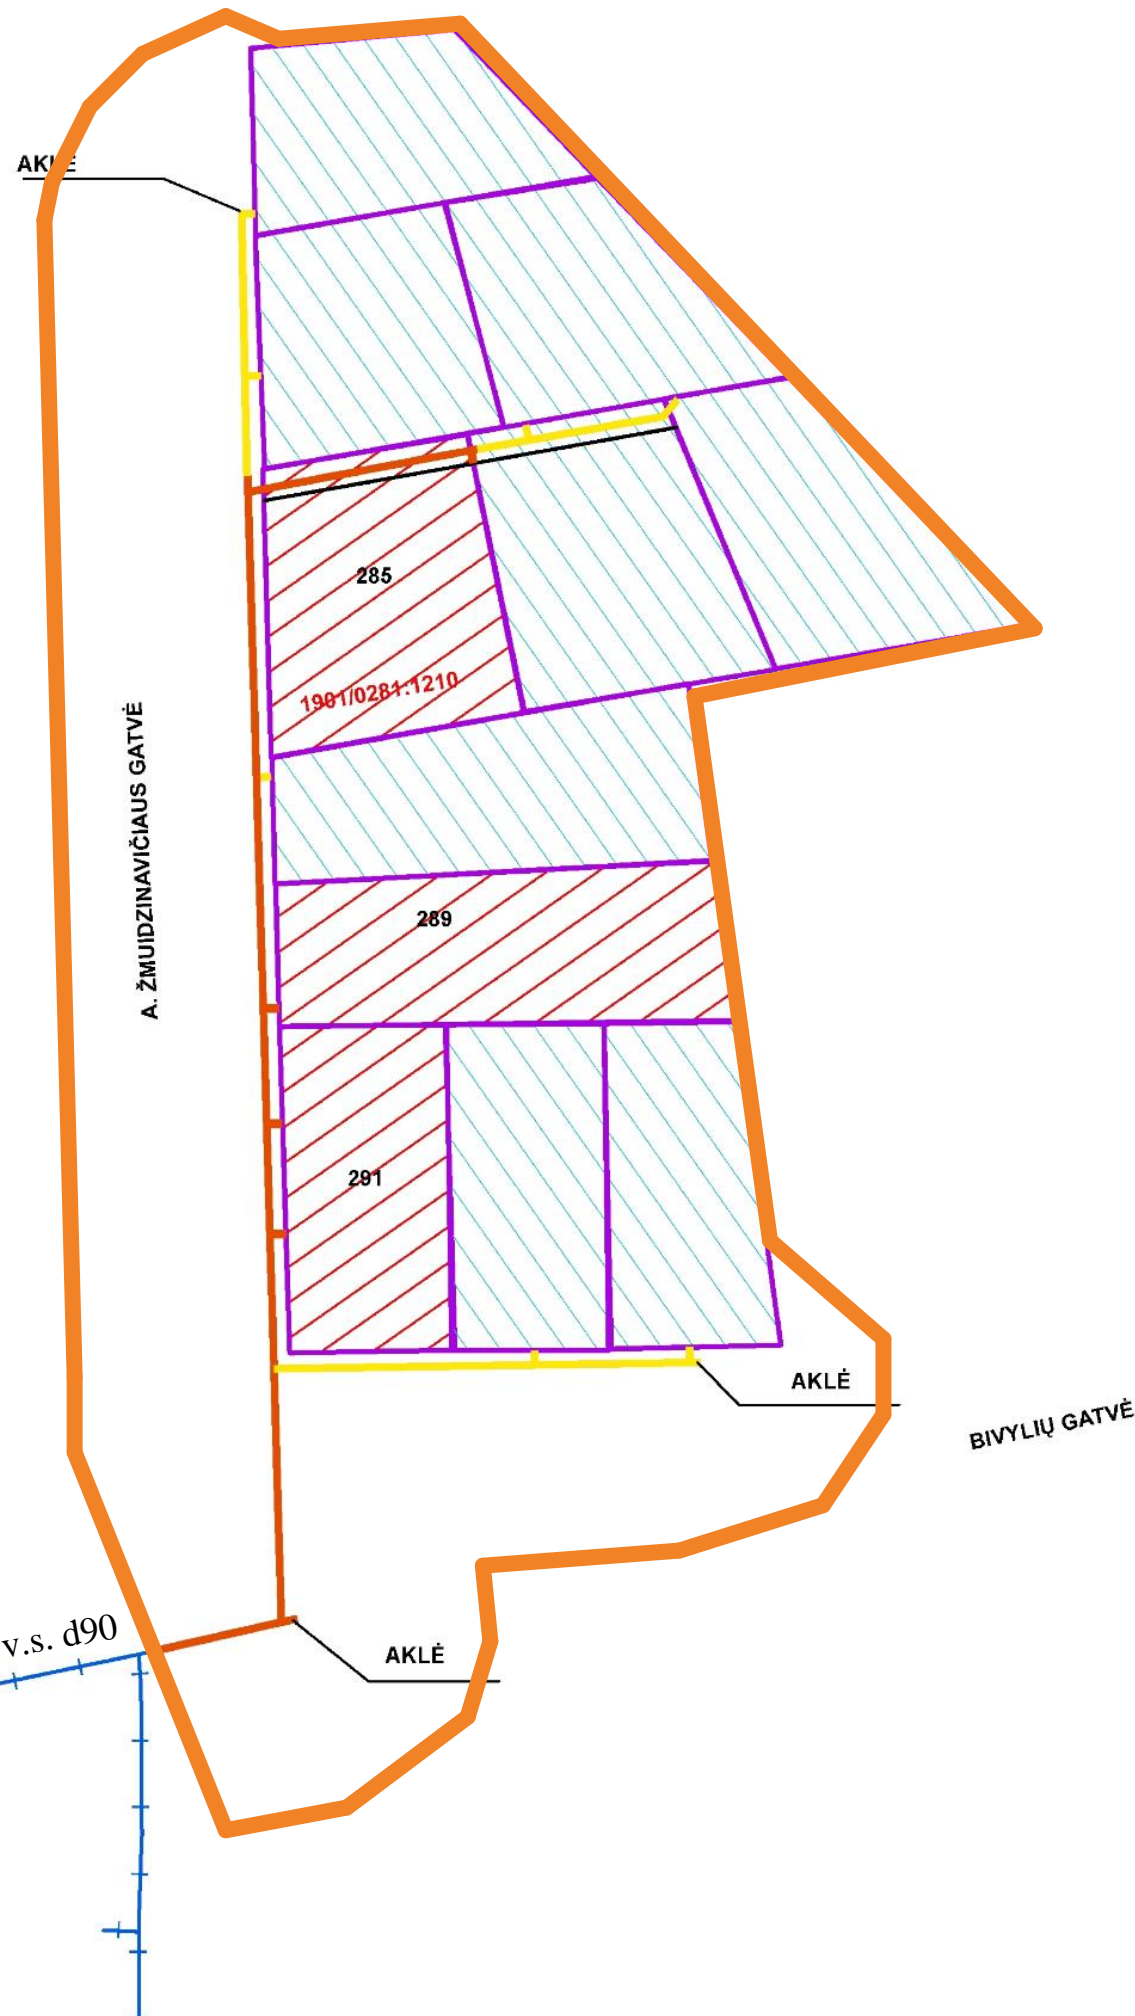 AKLĖ
285
1901/0281:1210
A. ŽMUIDZINAVIČIAUS GATVĖ
289
291
AKLĖ
BIVYLIŲ GATVĖ
v.s. d90
AKLĖ